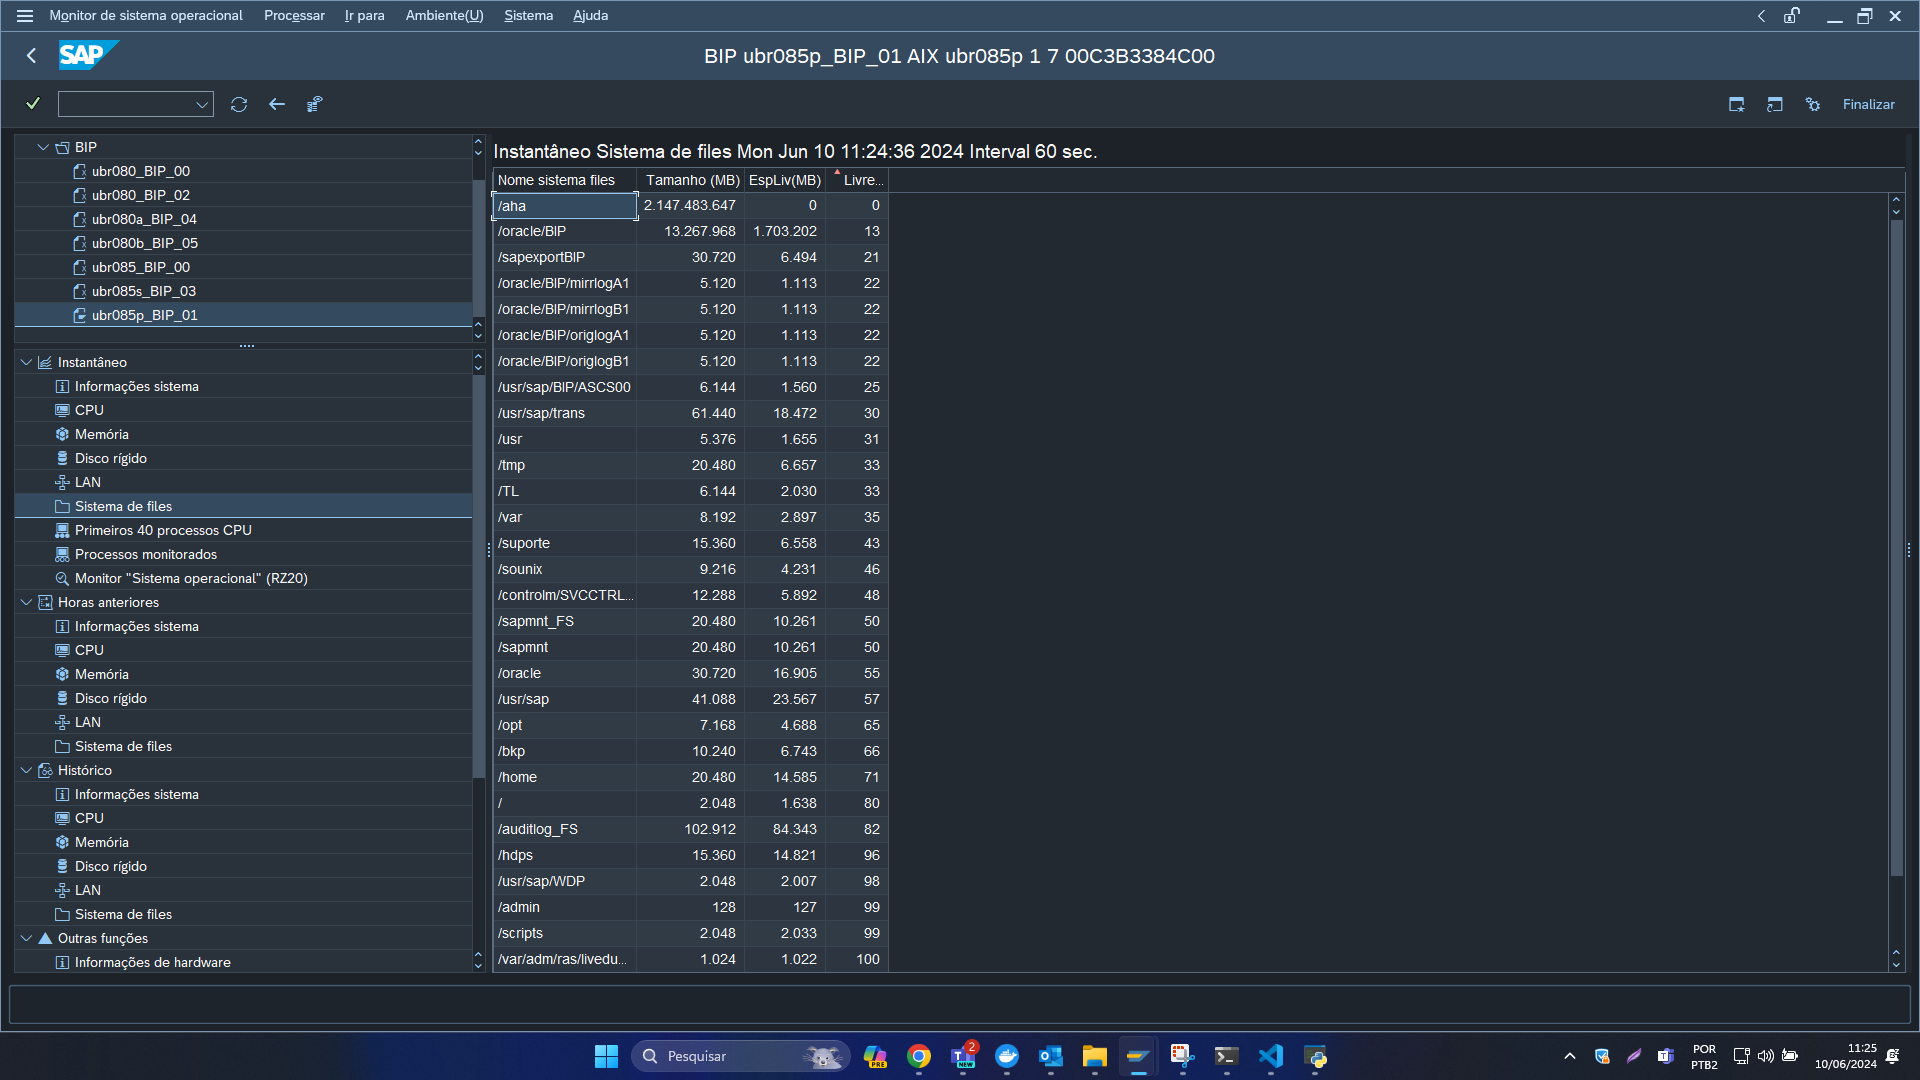 Monitor de sistema operacional Processar Ir para Ambiente(U) Sistema Ajuda
SAP
BIP ubr085p_BIP_01 AIX ubr085p 1 7 00C3B3384C00
Finalizar
BIP
ubr080_BIP_00
ubr080_BIP_02
ubr080a_BIP_04
ubr080b_BIP_05
ubr085_BIP_00
ubr085s_BIP_03
ubr085p_BIP_01
Instantâneo
Informações sistema
CPU
Memória
Disco rígido
LAN
Sistema de files
Primeiros 40 processos CPU
Processos monitorados
Monitor "Sistema operacional" (RZ20)
Horas anteriores
Informações sistema
CPU
Memória
Disco rígido
LAN
Sistema de files
Histórico
Informações sistema
CPU
Memória
Disco rígido
LAN
Sistema de files
Outras funções
Informações de hardware
Instantâneo Sistema de files Mon Jun 10 11:24:36 2024 Interval 60 sec.
Nome sistema files Tamanho (MB) EspLiv(MB) Livre...
/aha 2.147.483.647 0 0
/oracle/BIP 13.267.968 1.703.202 13
/sapexportBIP 30.720 6.494 21
/oracle/BIP/mirrlogA1 5.120 1.113 22
/oracle/BIP/mirrlogB1 5.120 1.113 22
/oracle/BIP/origlogA1 5.120 1.113 22
/oracle/BIP/origlogB1 5.120 1.113 22
/usr/sap/BIP/ASCS00 6.144 1.560 25
/usr/sap/trans 61.440 18.472 30
/usr 5.376 1.655 31
/tmp 20.480 6.657 33
/TL 6.144 2.030 33
/var 8.192 2.897 35
/suporte 15.360 6.558 43
/sounix 9.216 4.231 46
/controlm/SVCCTRL... 12.288 5.892 48
/sapmnt_FS 20.480 10.261 50
/sapmnt 20.480 10.261 50
/oracle 30.720 16.905 55
/usr/sap 41.088 23.567 57
/opt 7.168 4.688 65
/bkp 10.240 6.743 66
/home 20.480 14.585 71
/ 2.048 1.638 80
/auditlog_FS 102.912 84.343 82
/hdps 15.360 14.821 96
/usr/sap/WDP 2.048 2.007 98
/admin 128 127 99
/scripts 2.048 2.033 99
/var/adm/ras/livedu... 1.024 1.022 100
Pesquisar
PRE
2
NEW
POR
PTB2
11:25
10/06/2024